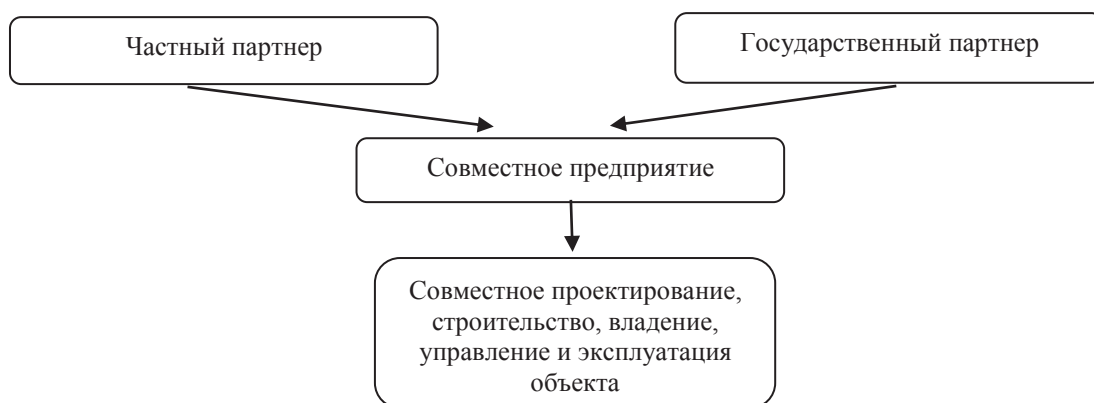 Частный партнер
Государственный партнер
Совместное предприятие
Совместное проектирование,
строительство, владение,
управление и эксплуатация
объекта